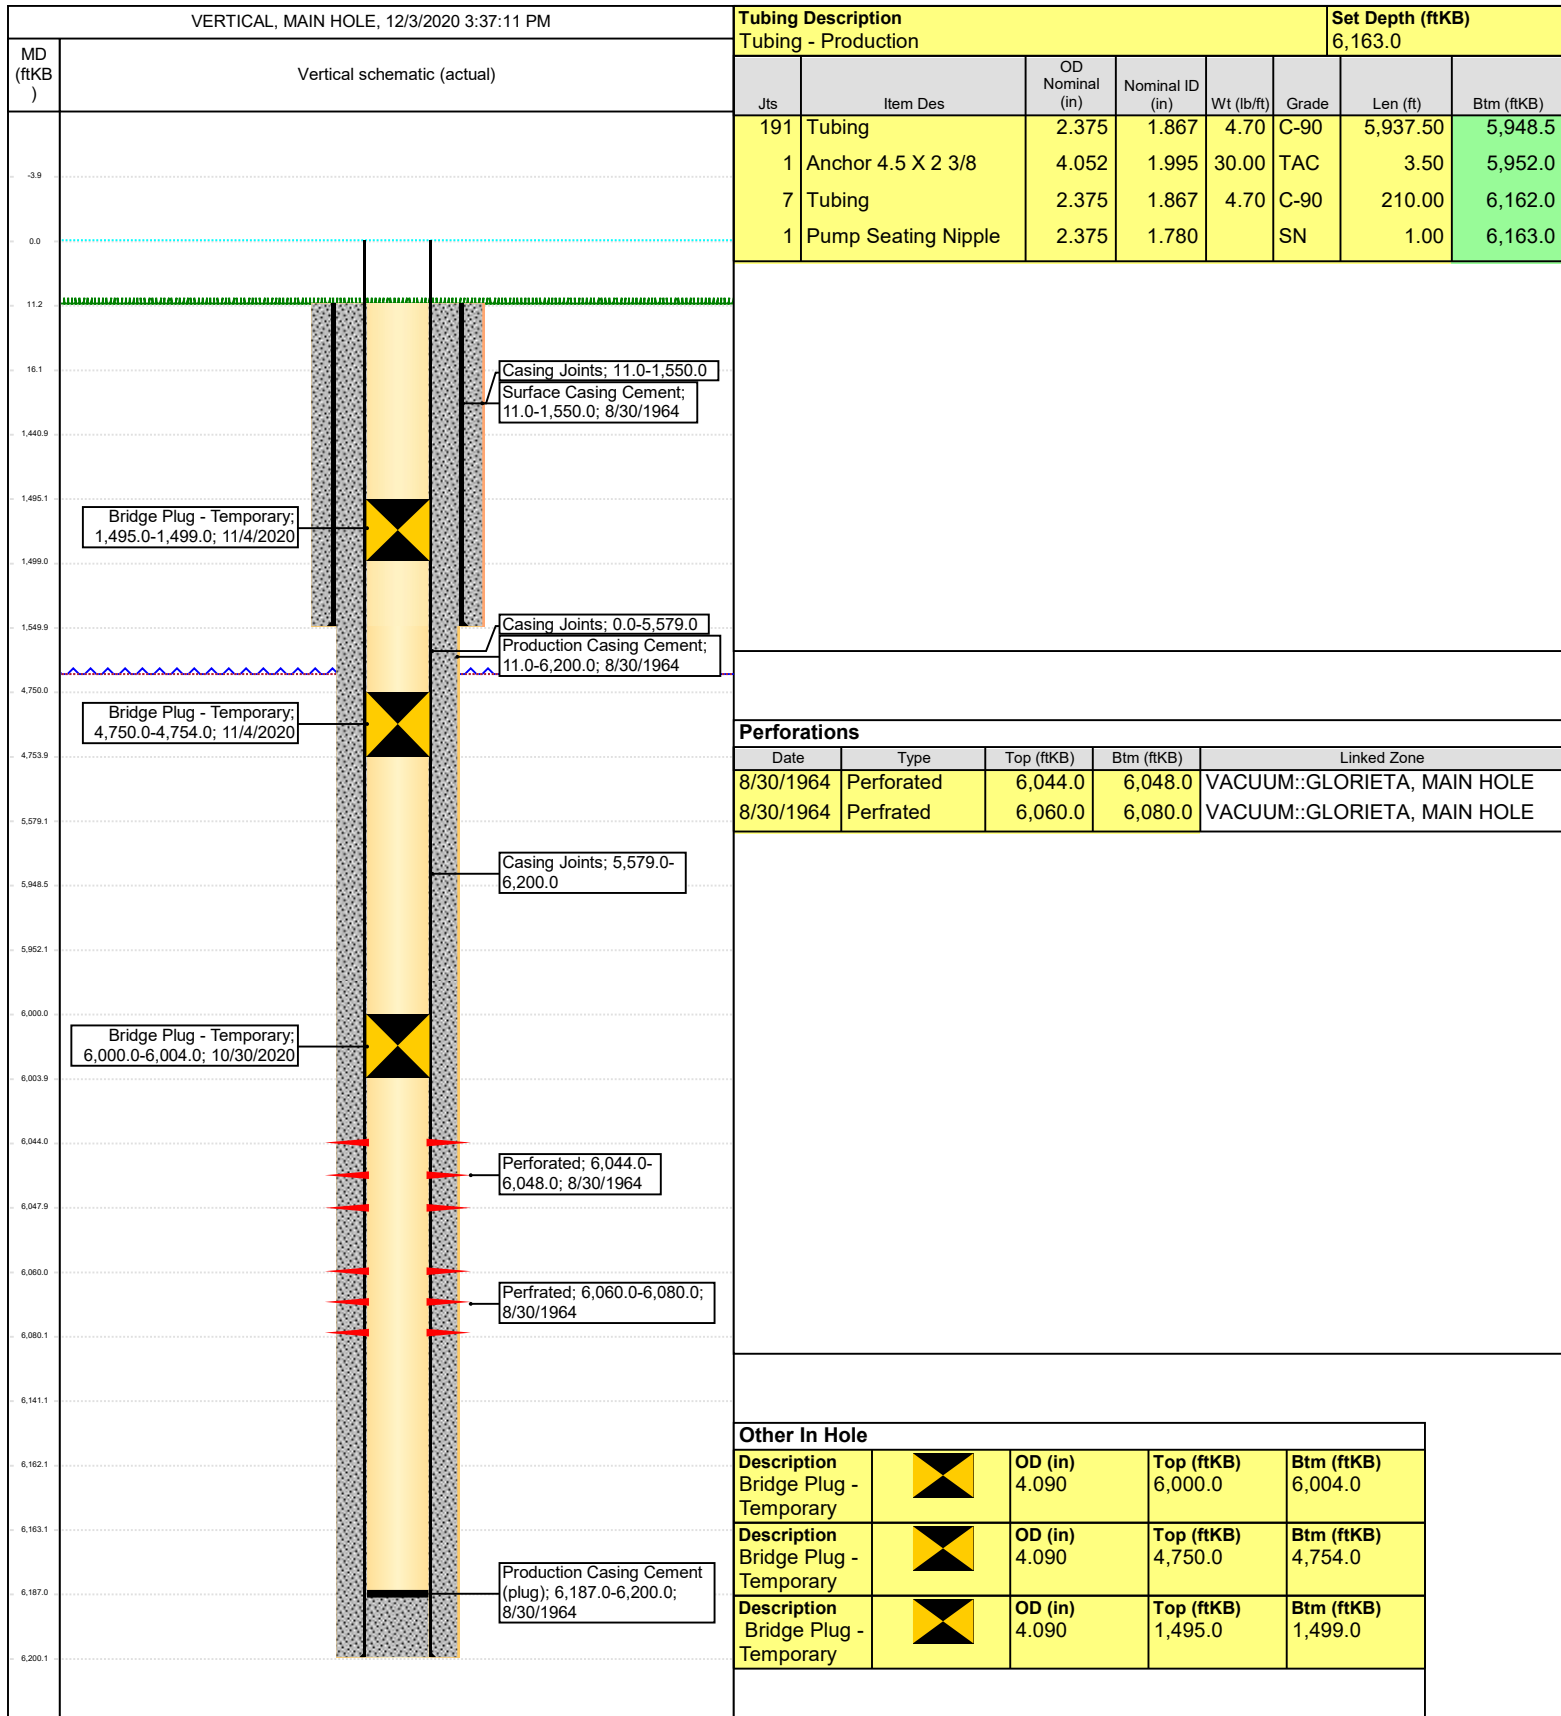 VERTICAL, MAIN HOLE, 12/3/2020 3:37:11 PM
MD
(ftKB
)
Vertical schematic (actual)
-3.9
0.0
11.2
16.1
1,440.9
1,495.1
1,499.0
1,549.9
4,750.0
4,753.9
5,579.1
5,948.5
5,952.1
6,000.0
6,003.9
6,044.0
6,047.9
6,060.0
6,080.1
6,141.1
6,162.1
6,163.1
6,187.0
6,200.1
Casing Joints; 11.0-1,550.0
Surface Casing Cement;
11.0-1,550.0; 8/30/1964
Bridge Plug - Temporary;
1,495.0-1,499.0; 11/4/2020
Casing Joints; 0.0-5,579.0
Production Casing Cement;
11.0-6,200.0; 8/30/1964
Bridge Plug - Temporary;
4,750.0-4,754.0; 11/4/2020
Casing Joints; 5,579.0-
6,200.0
Bridge Plug - Temporary;
6,000.0-6,004.0; 10/30/2020
Perforated; 6,044.0-
6,048.0; 8/30/1964
Perfrated; 6,060.0-6,080.0;
8/30/1964
Production Casing Cement
(plug); 6,187.0-6,200.0;
8/30/1964
Tubing Description Set Depth (ftKB)
Tubing - Production 6,163.0
Jts Item Des OD Nominal (in) Nominal ID (in) Wt (lb/ft) Grade Len (ft) Btm (ftKB)
191 Tubing 2.375 1.867 4.70 C-90 5,937.50 5,948.5
1 Anchor 4.5 X 2 3/8 4.052 1.995 30.00 TAC 3.50 5,952.0
7 Tubing 2.375 1.867 4.70 C-90 210.00 6,162.0
1 Pump Seating Nipple 2.375 1.780 SN 1.00 6,163.0
Perforations
Date Type Top (ftKB) Btm (ftKB) Linked Zone
8/30/1964 Perforated 6,044.0 6,048.0 VACUUM::GLORIETA, MAIN HOLE
8/30/1964 Perfrated 6,060.0 6,080.0 VACUUM::GLORIETA, MAIN HOLE
Other In Hole
Description OD (in) Top (ftKB) Btm (ftKB)
Bridge Plug - 4.090 6,000.0 6,004.0
Temporary
Description OD (in) Top (ftKB) Btm (ftKB)
Bridge Plug - 4.090 4,750.0 4,754.0
Temporary
Description OD (in) Top (ftKB) Btm (ftKB)
Bridge Plug - 4.090 1,495.0 1,499.0
Temporary